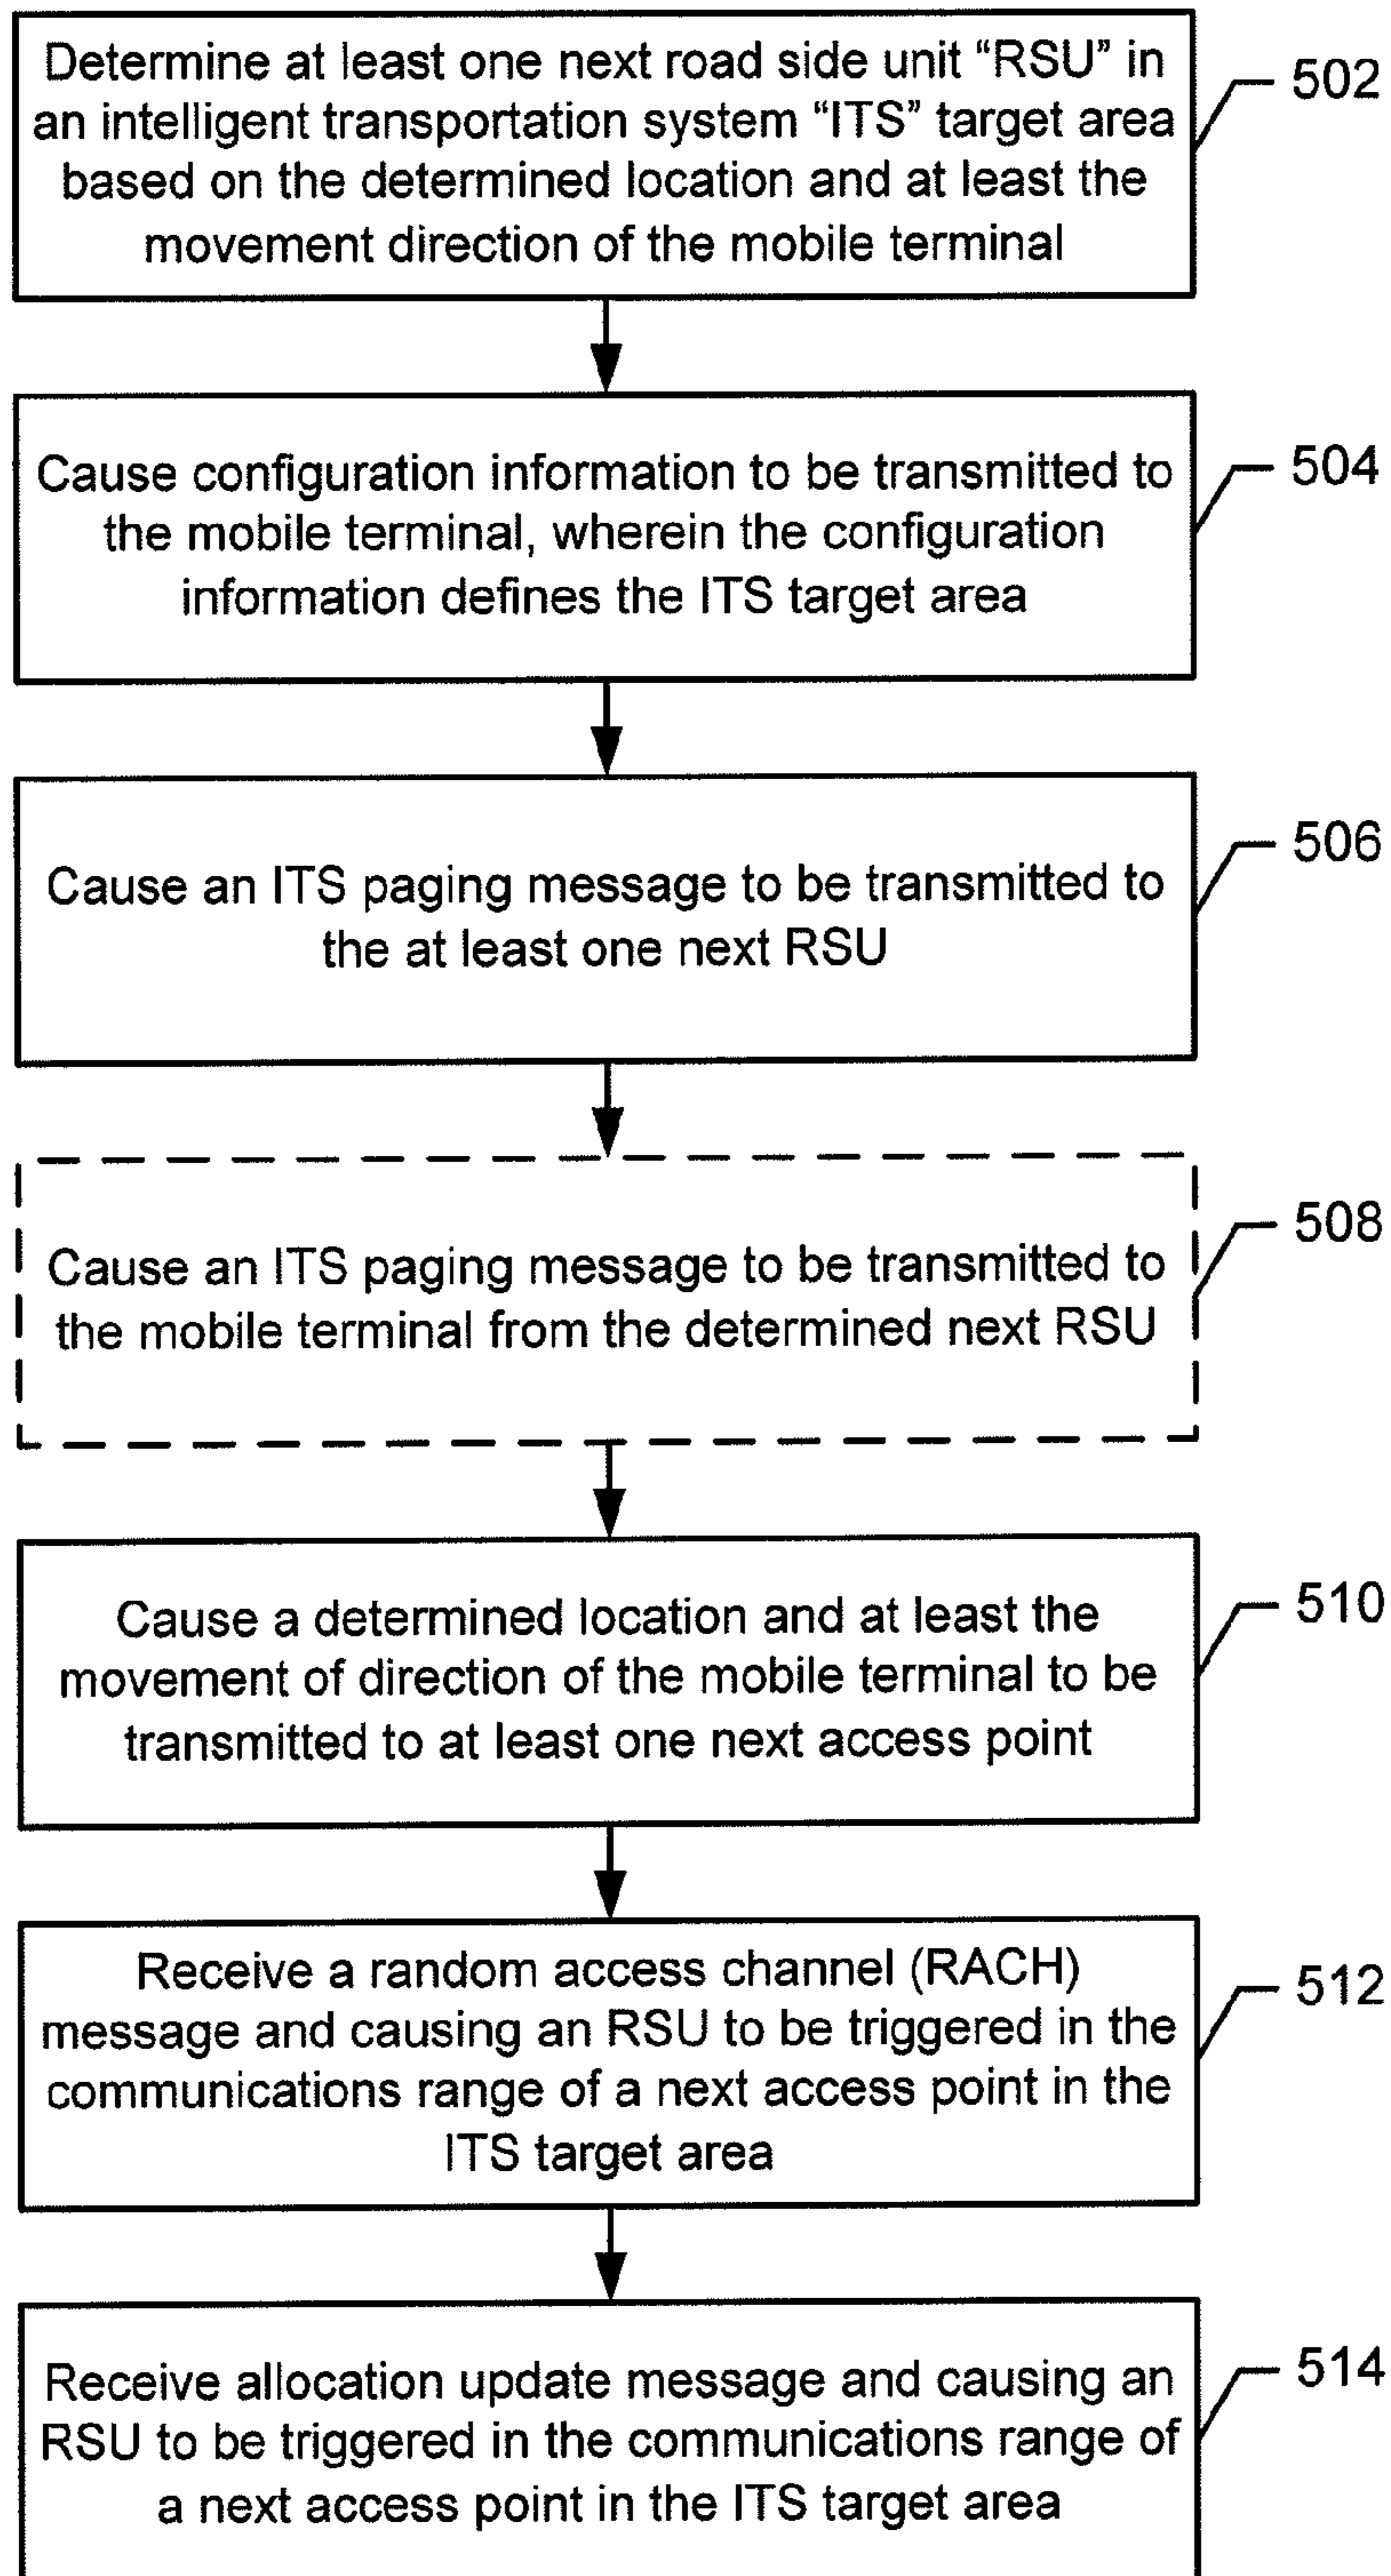 Determine at least one next road side unit “RSU” in
an intelligent transportation system “ITS” target area
based on the determined location and at least the
movement direction of the mobile terminal
502
Cause configuration information to be transmitted to
the mobile terminal, wherein the configuration
information defines the ITS target area
504
Cause an ITS paging message to be transmitted to
the at least one next RSU
506
Cause an ITS paging message to be transmitted to
the mobile terminal from the determined next RSU
508
Cause a determined location and at least the
movement of direction of the mobile terminal to be
transmitted to at least one next access point
510
Receive a random access channel (RACH)
message and causing an RSU to be triggered in the
communications range of a next access point in the
ITS target area
512
Receive allocation update message and causing an
RSU to be triggered in the communications range of
a next access point in the ITS target area
514